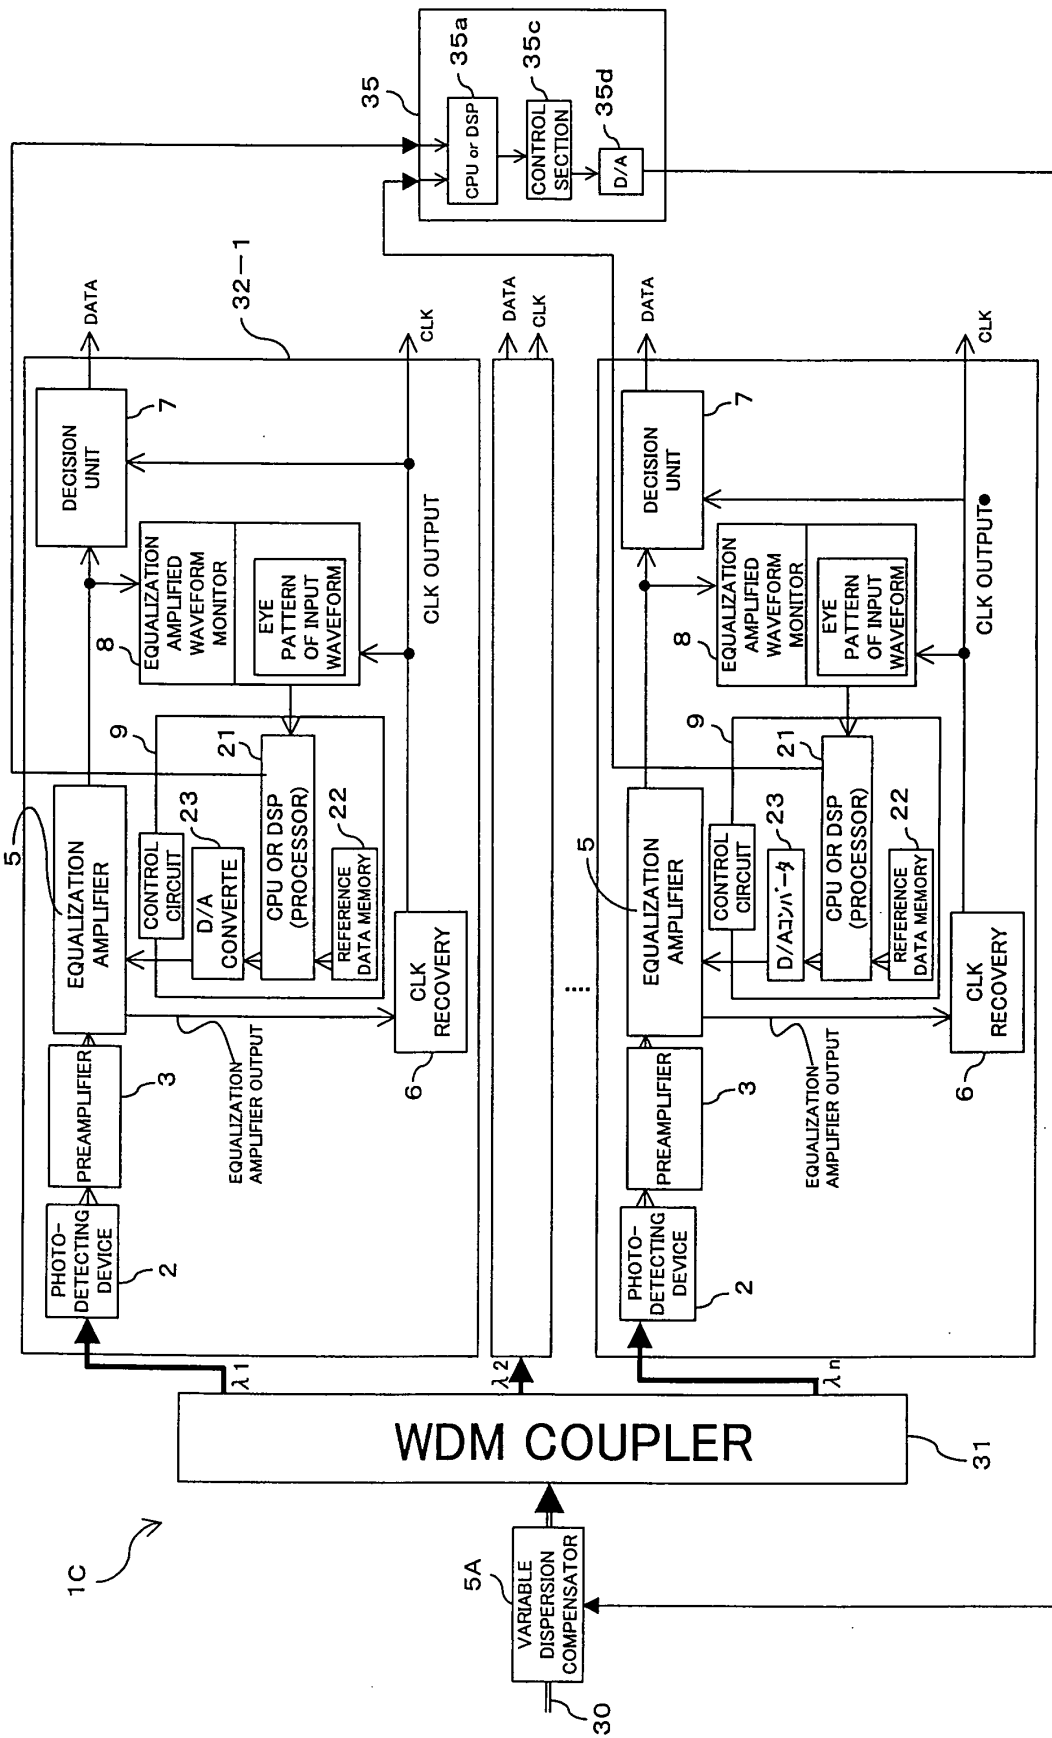 1C
30
5A
VARIABLE
DISPERSION
COMPENSATOR
WDM COUPLER
31
λ1
λ2
λn
32-1
PHOTO-
DETECTING
DEVICE
2
PREAMPLIFIER
3
EQUALIZATION
AMPLIFIER
5
EQUALIZATION
AMPLIFIER OUTPUT
CONTROL
CIRCUIT
9
D/A
CONVERTE
23
CPU OR DSP
(PROCESSOR)
21
REFERENCE
DATA MEMORY
22
CLK
RECOVERY
6
EQUALIZATION
AMPLIFIED
WAVEFORM
MONITOR
8
EYE
PATTERN
OF INPUT
WAVEFORM
DECISION
UNIT
7
CLK OUTPUT
DATA
CLK
DATA
CLK
PHOTO-
DETECTING
DEVICE
2
PREAMPLIFIER
3
EQUALIZATION
AMPLIFIER
5
EQUALIZATION
AMPLIFIER OUTPUT
CONTROL
CIRCUIT
9
D/Aコンバータ
23
CPU OR DSP
(PROCESSOR)
21
REFERENCE
DATA MEMORY
22
CLK
RECOVERY
6
EQUALIZATION
AMPLIFIED
WAVEFORM
MONITOR
8
EYE
PATTERN
OF INPUT
WAVEFORM
DECISION
UNIT
7
CLK OUTPUT
DATA
CLK
35
CPU or DSP
35a
CONTROL
SECTION
35c
D/A
35d